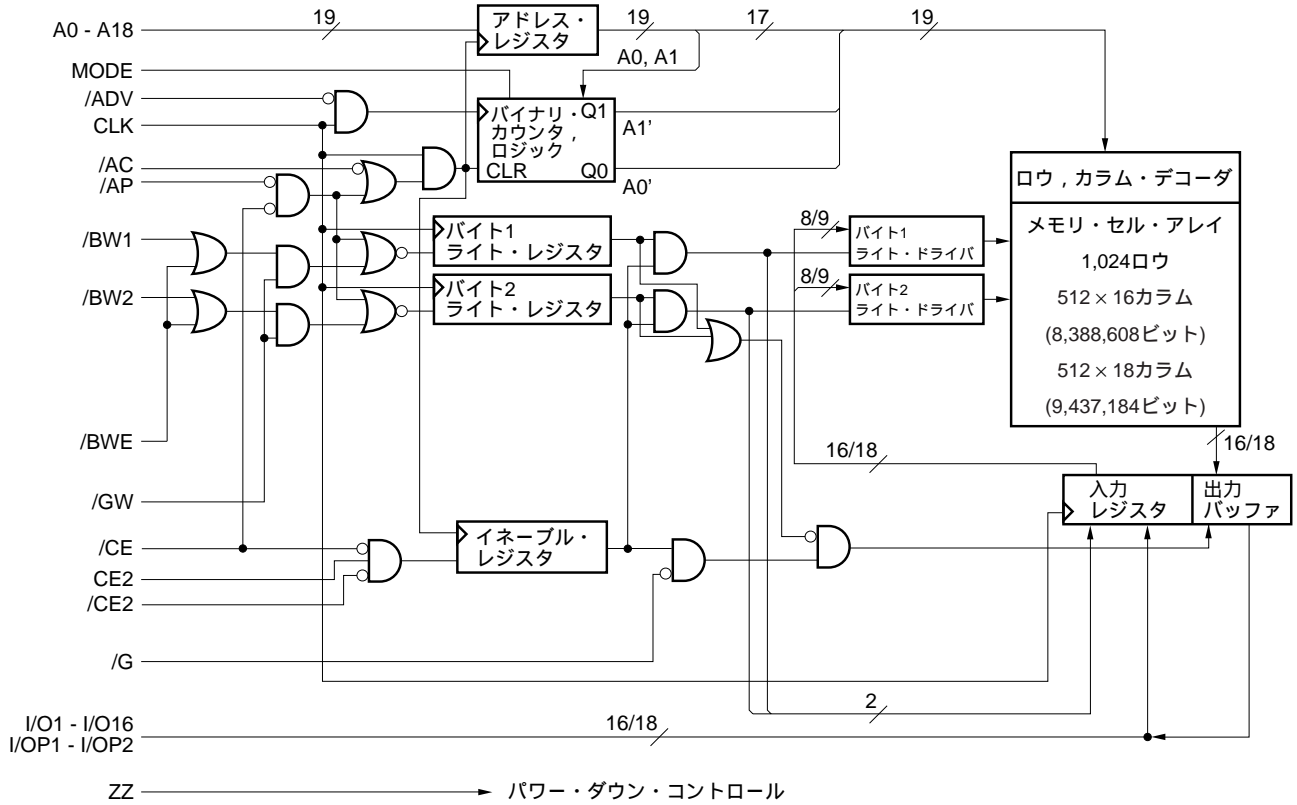 A0 - A18
19
アドレス・
レジスタ
19
17
19
A0, A1
MODE
/ADV
CLK
バイナリ・
カウンタ,
ロジック
CLR
Q1
Q0
A1’
A0’
/AC
/AP
ロウ,カラム・デコーダ
メモリ・セル・アレイ
1,024ロウ
512 × 16カラム
(8,388,608ビット)
512 × 18カラム
(9,437,184ビット)
/BW1
バイト1
ライト・レジスタ
8/9
バイト1
ライト・ドライバ
/BW2
バイト2
ライト・レジスタ
8/9
バイト2
ライト・ドライバ
/BWE
16/18
16/18
/GW
入力
レジスタ
出力
バッファ
/CE
CE2
/CE2
イネーブル・
レジスタ
/G
2
I/O1 - I/O16
I/OP1 - I/OP2
16/18
ZZ
パワー・ダウン・コントロール